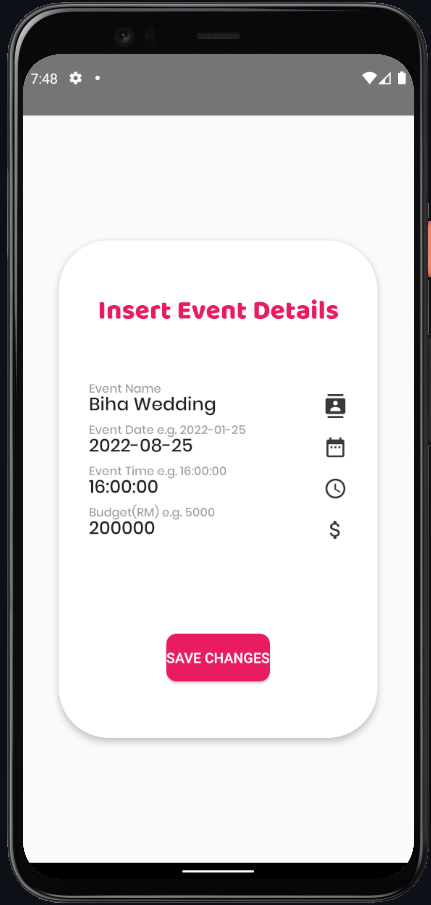 7:48
Insert Event Details
Event Name
Biha Wedding
Event Date e.g. 2022-01-25
2022-08-25
Event Time e.g. 16:00:00
16:00:00
Budget(RM) e.g. 5000
200000
SAVE CHANGES